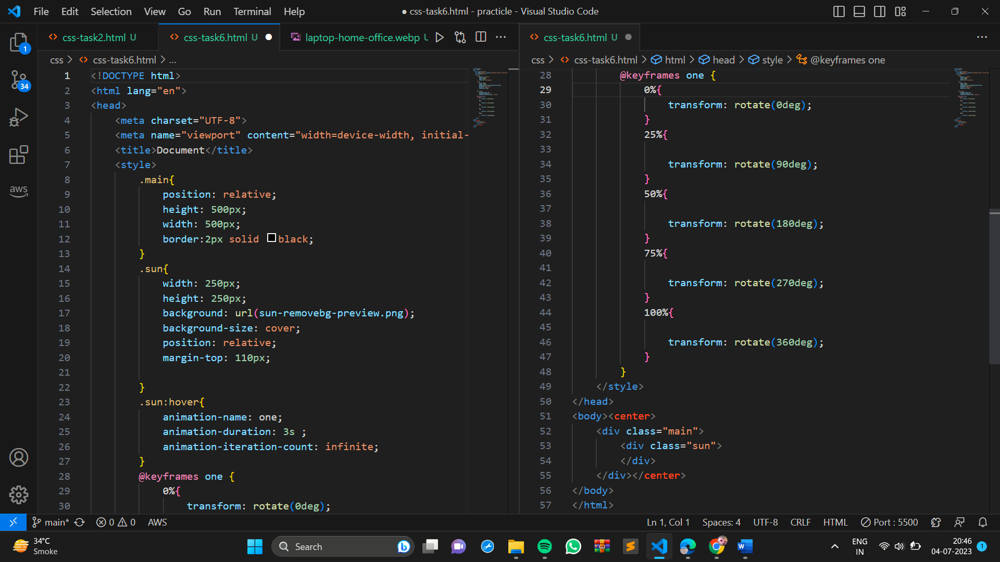 File Edit Selection View Go Run Terminal Help
● css-task6.html - practicle - Visual Studio Code
css-task2.html U
css-task6.html U
laptop-home-office.webp U
css > css-task6.html > ...
1 <!DOCTYPE html>
2 <html lang="en">
3 <head>
4 <meta charset="UTF-8">
5 <meta name="viewport" content="width=device-width, initial-
6 <title>Document</title>
7 <style>
8 .main{
9 position: relative;
10 height: 500px;
11 width: 500px;
12 border:2px solid black;
13 }
14 .sun{
15 width: 250px;
16 height: 250px;
17 background: url(sun-removebg-preview.png);
18 background-size: cover;
19 position: relative;
20 margin-top: 110px;
21
22 }
23 .sun:hover{
24 animation-name: one;
25 animation-duration: 3s ;
26 animation-iteration-count: infinite;
27 }
28 @keyframes one {
29 0%{
30 transform: rotate(0deg);
css-task6.html U
css > css-task6.html > html > head > style > @keyframes one
28 @keyframes one {
29 0%{
30 transform: rotate(0deg);
31 }
32 25%{
33
34 transform: rotate(90deg);
35 }
36 50%{
37
38 transform: rotate(180deg);
39 }
40 75%{
41
42 transform: rotate(270deg);
43 }
44 100%{
45
46 transform: rotate(360deg);
47 }
48 }
49 </style>
50 </head>
51 <body><center>
52 <div class="main">
53 <div class="sun">
54 </div>
55 </div></center>
56 </body>
57 </html>
1
34
aws
main* 0 0 AWS
Ln 1, Col 1 Spaces: 4 UTF-8 CRLF HTML Port : 5500
34°C
Smoke
Search
ENG
IN
20:46
04-07-2023
1